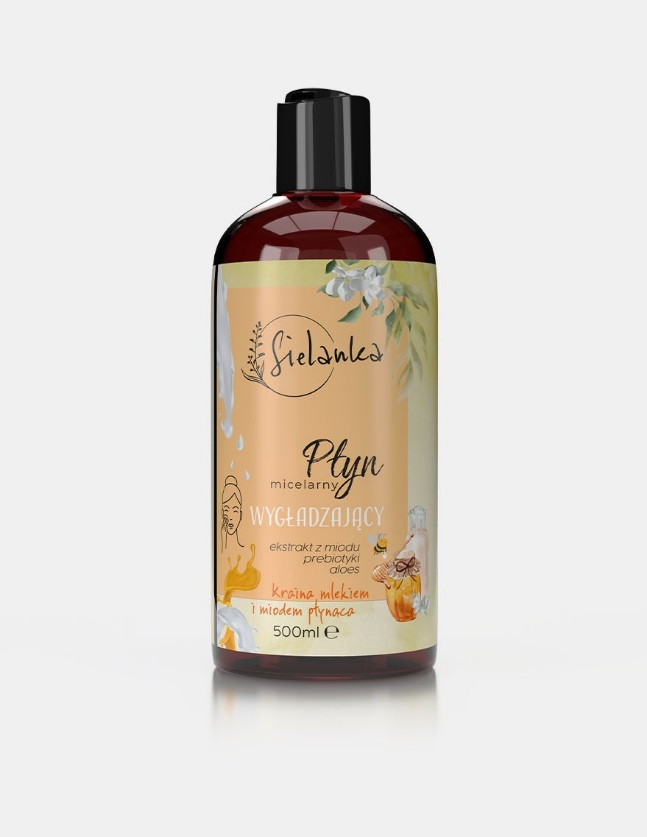 Sielanka
Płyn
micelarny
WYGŁADZAJĄCY
ekstrakt z miodu
prebiotyki
aloes
kraina mlekiem
i miodem płynąca
500ml ℮